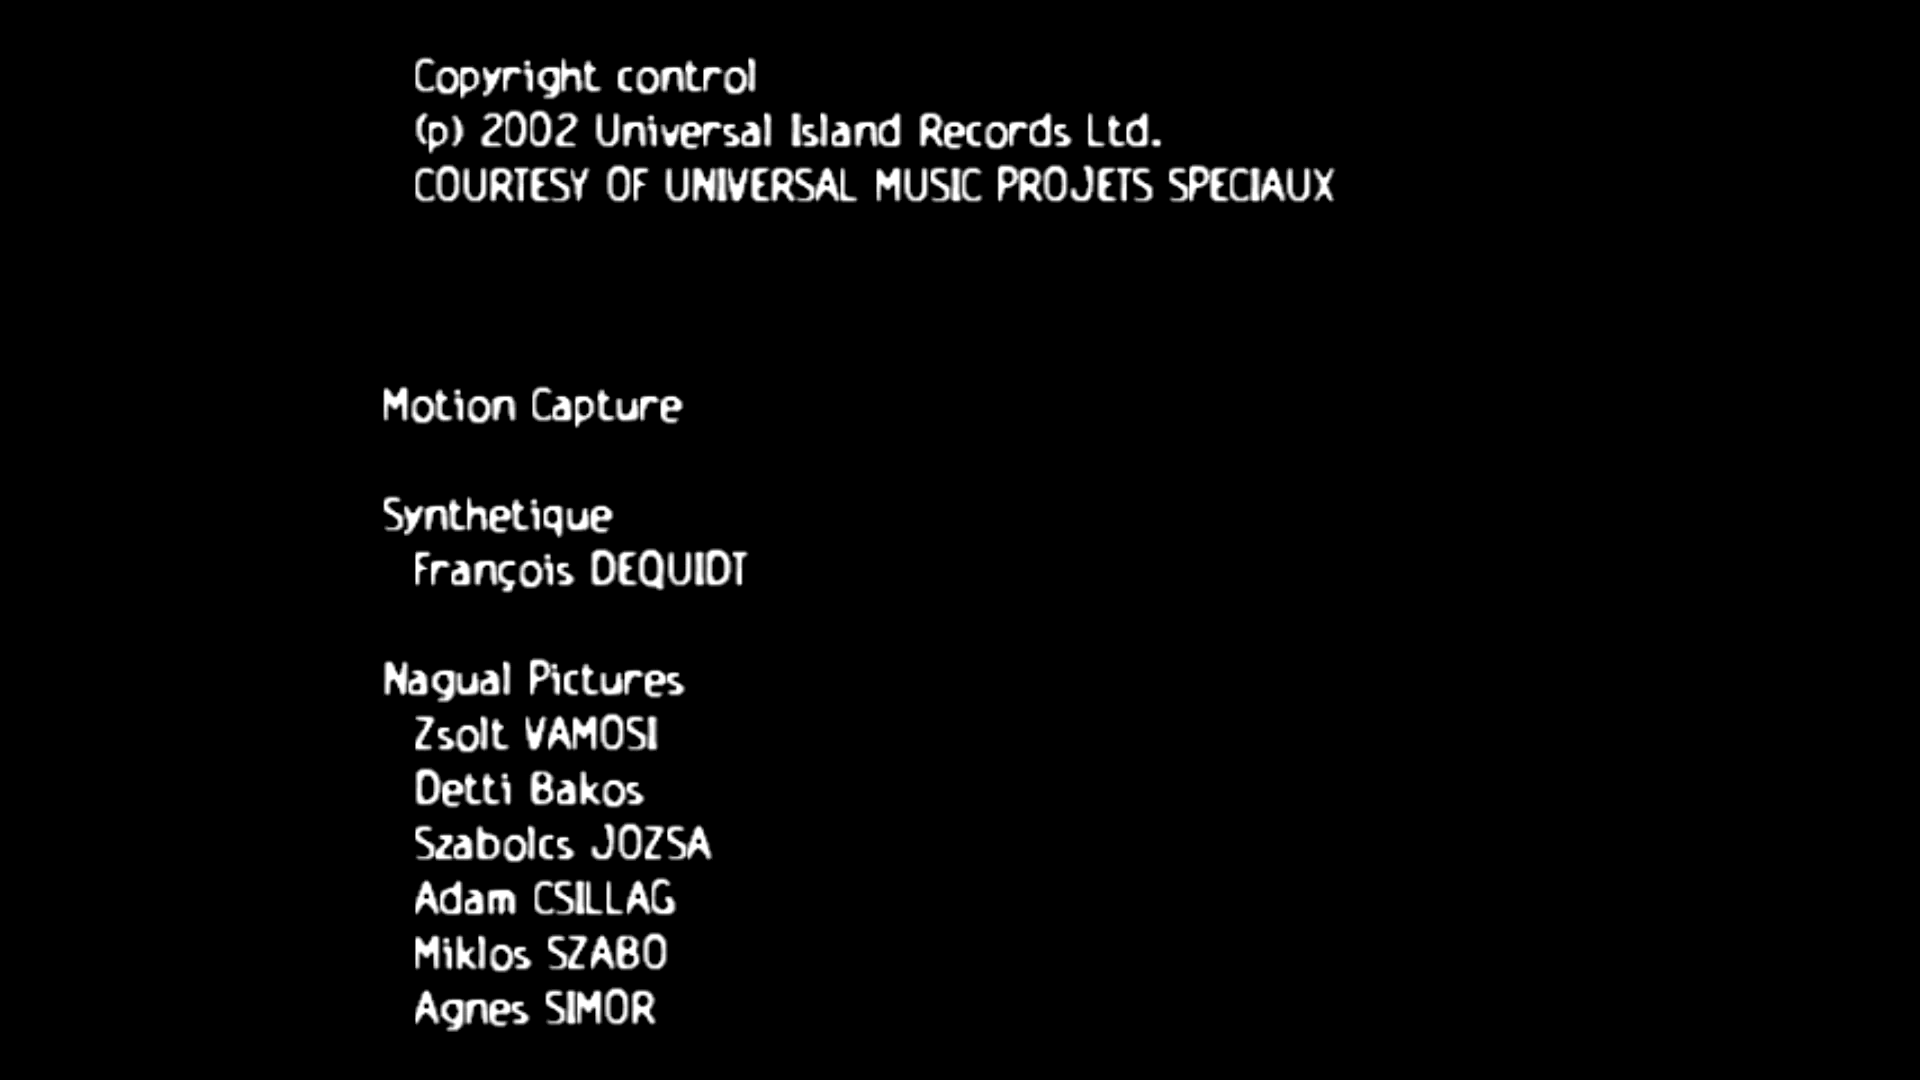 Copyright control
(p) 2002 Universal Island Records Ltd.
COURTESY OF UNIVERSAL MUSIC PROJETS SPECIAUX
Motion Capture
Synthetique
François DEQUIDT
Nagual Pictures
Zsolt VAMOSI
Detti Bakos
Szabolcs JOZSA
Adam CSILLAG
Miklos SZABO
Agnes SIMOR